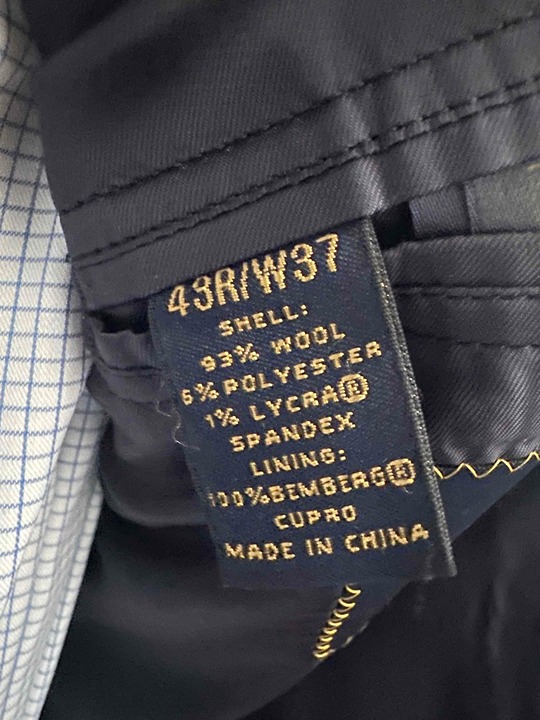 43R/W37
SHELL:
93% WOOL
6% POLYESTER
1% LYCRA®
SPANDEX
LINING:
100%BEMBERG®
CUPRO
MADE IN CHINA